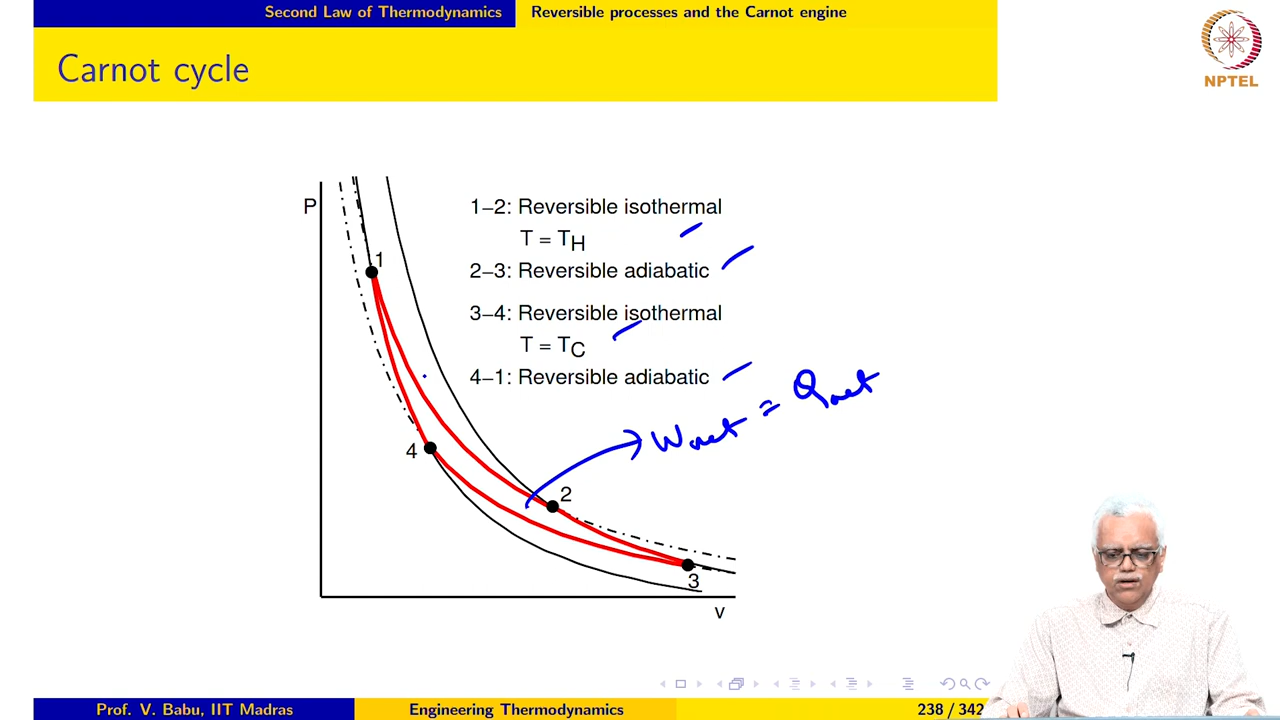 Second Law of Thermodynamics Reversible processes and the Carnot engine
Carnot cycle
NPTEL
P
1–2: Reversible isothermal
T = TH
2–3: Reversible adiabatic
3–4: Reversible isothermal
T = TC
4–1: Reversible adiabatic
1
Wnet = Qnet
4
2
3
v
Prof. V. Babu, IIT Madras Engineering Thermodynamics 238 / 342